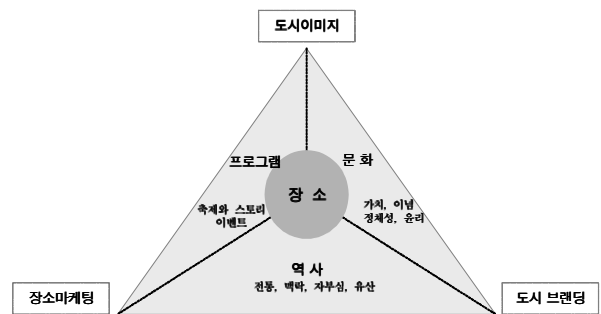 도시이미지
프로그램
문 화
장 소
축제와 스토리
이벤트
가치, 이념
정체성, 윤리
역 사
전통, 맥락, 자부심, 유산
장소마케팅
도시 브랜딩